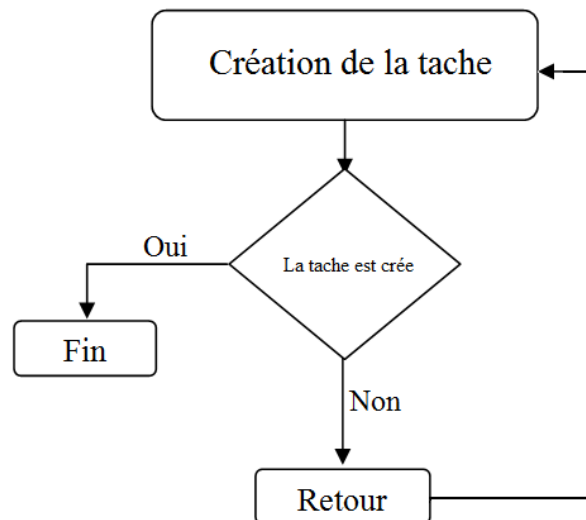 Création de la tache
La tache est crée
Oui
Fin
Non
Retour